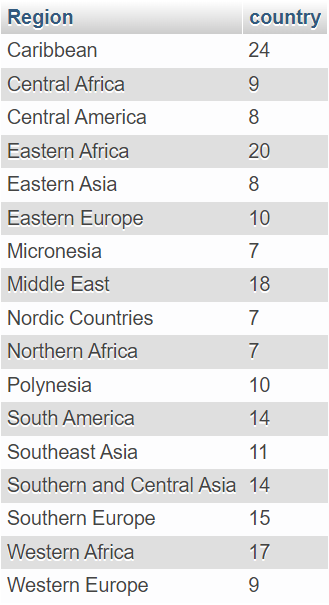 Region country
Caribbean 24
Central Africa 9
Central America 8
Eastern Africa 20
Eastern Asia 8
Eastern Europe 10
Micronesia 7
Middle East 18
Nordic Countries 7
Northern Africa 7
Polynesia 10
South America 14
Southeast Asia 11
Southern and Central Asia 14
Southern Europe 15
Western Africa 17
Western Europe 9